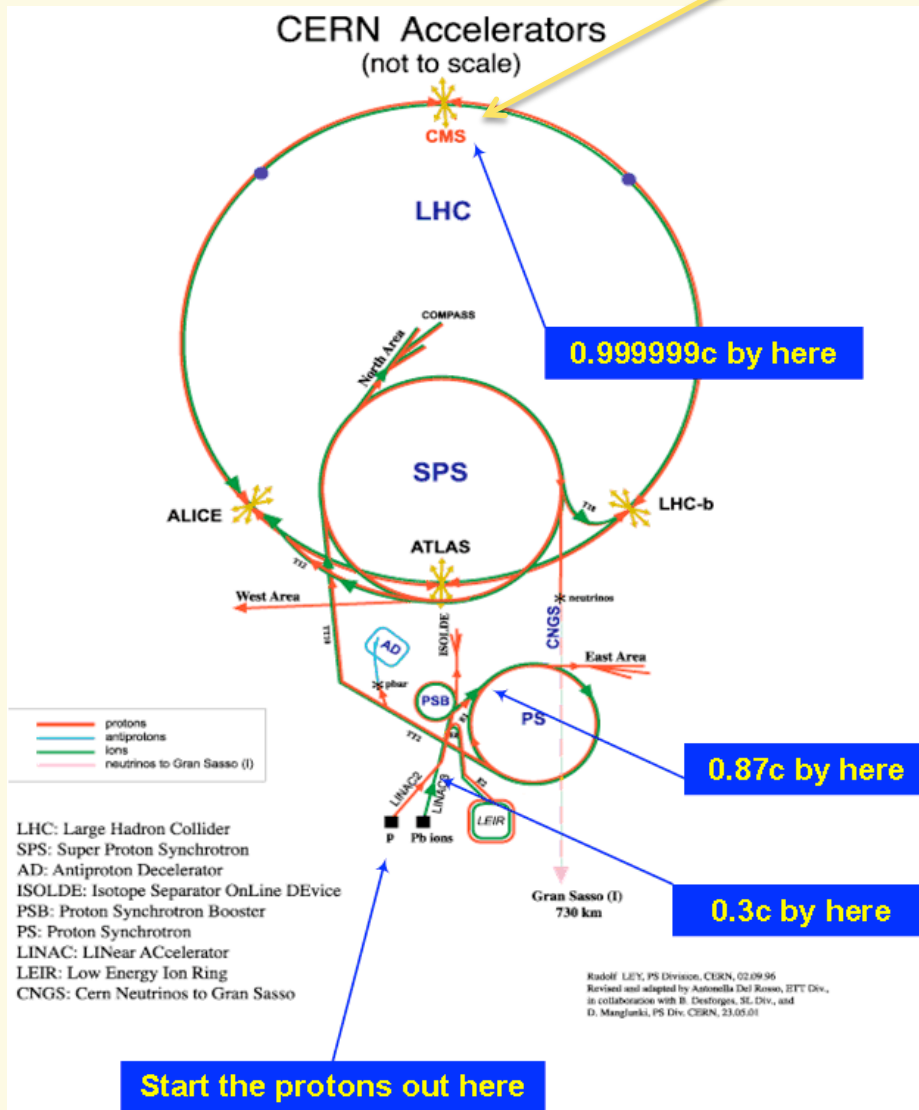 CERN Accelerators
(not to scale)
CMS
LHC
COMPASS
North Area
0.999999c by here
SPS
ALICE
LHC-b
TI8
ATLAS
TI2
West Area
neutrinos
CNGS
ISOLDE
TT10
East Area
AD
pbar
PSB
PS
protons
antiprotons
ions
neutrinos to Gran Sasso (I)
TT2
E2
0.87c by here
LINAC2
LINAC3
LEIR
P
Pb ions
LHC: Large Hadron Collider
SPS: Super Proton Synchrotron
AD: Antiproton Decelerator
ISOLDE: Isotope Separator OnLine DEvice
PSB: Proton Synchrotron Booster
PS: Proton Synchrotron
LINAC: LINear ACcelerator
LEIR: Low Energy Ion Ring
CNGS: Cern Neutrinos to Gran Sasso
Gran Sasso (I)
730 km
0.3c by here
Rudolf LEY, PS Division, CERN, 02.09.96
Revised and adapted by Antonella Del Rosso, ETT Div.,
in collaboration with B. Desforges, SL Div., and
D. Manglunki, PS Div. CERN, 23.05.01
Start the protons out here